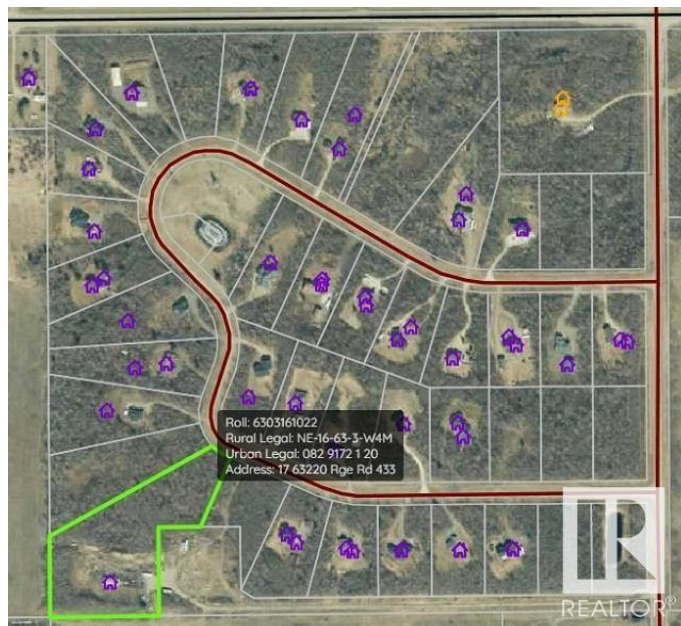 Roll: 6303161022
Rural Legal: NE-16-63-3-W4M
Urban Legal: 082 9172 1 20
Address: 17 63220 Rge Rd 433
R
REALTOR®